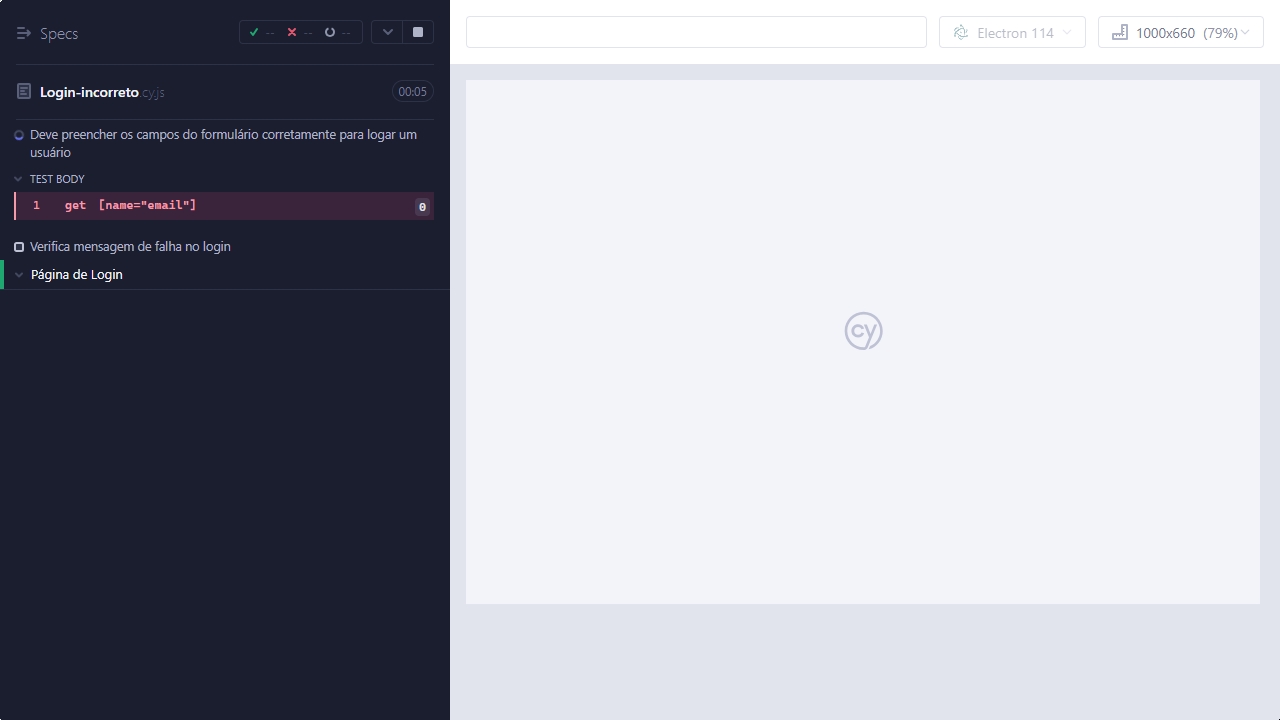 Specs
--
--
--
Login-incorreto.cy.js
00:05
Deve preencher os campos do formulário corretamente para logar um
usuário
TEST BODY
1 get [name="email"] 0
Verifica mensagem de falha no login
Página de Login
Electron 114
1000x660 (79%)
cy